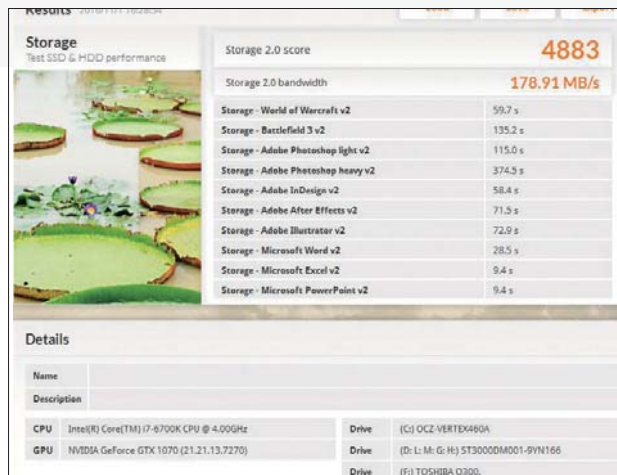 Results
Storage
Test SSD & HDD performance
Storage 2.0 score 4883
Storage 2.0 bandwidth 178.91 MB/s
Storage - World of Warcraft v2 59.7 s
Storage - Battlefield 3 v2 135.2 s
Storage - Adobe Photoshop light v2 115.0 s
Storage - Adobe Photoshop heavy v2 374.5 s
Storage - Adobe InDesign v2 58.4 s
Storage - Adobe After Effects v2 71.5 s
Storage - Adobe Illustrator v2 72.9 s
Storage - Microsoft Word v2 28.5 s
Storage - Microsoft Excel v2 9.4 s
Storage - Microsoft PowerPoint v2 9.4 s
Details
Name
Description
CPU Intel(R) Core(TM) i7-6700K CPU @ 4.00GHz
GPU NVIDIA GeForce GTX 1070 (21.21.13.7270)
Drive (C:) OCZ-VERTEX460A
Drive (D: L: M: G: H:) ST3000DM001-9YN166
Drive (F:) TOSHIBA Q300.